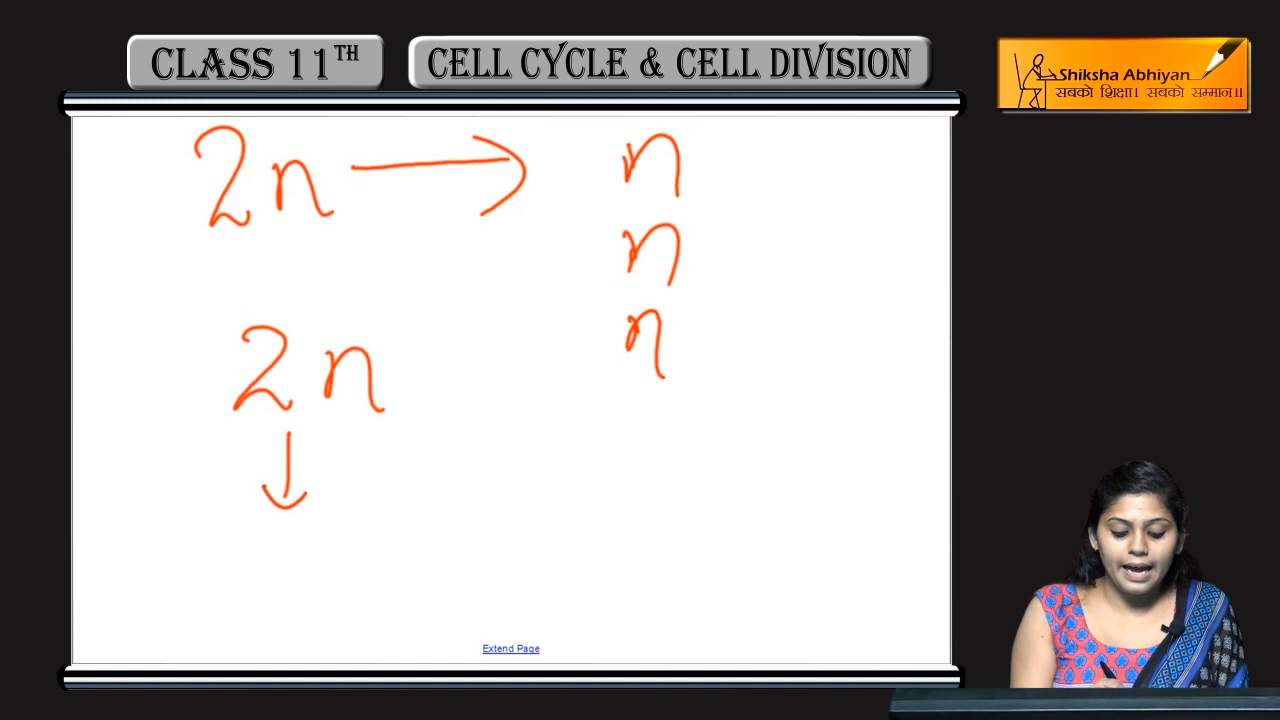 CLASS 11TH
CELL CYCLE & CELL DIVISION
Shiksha Abhiyan
सबको शिक्षा। सबको सम्मान॥
2n → n
n
n
2n
↓
Extend Page